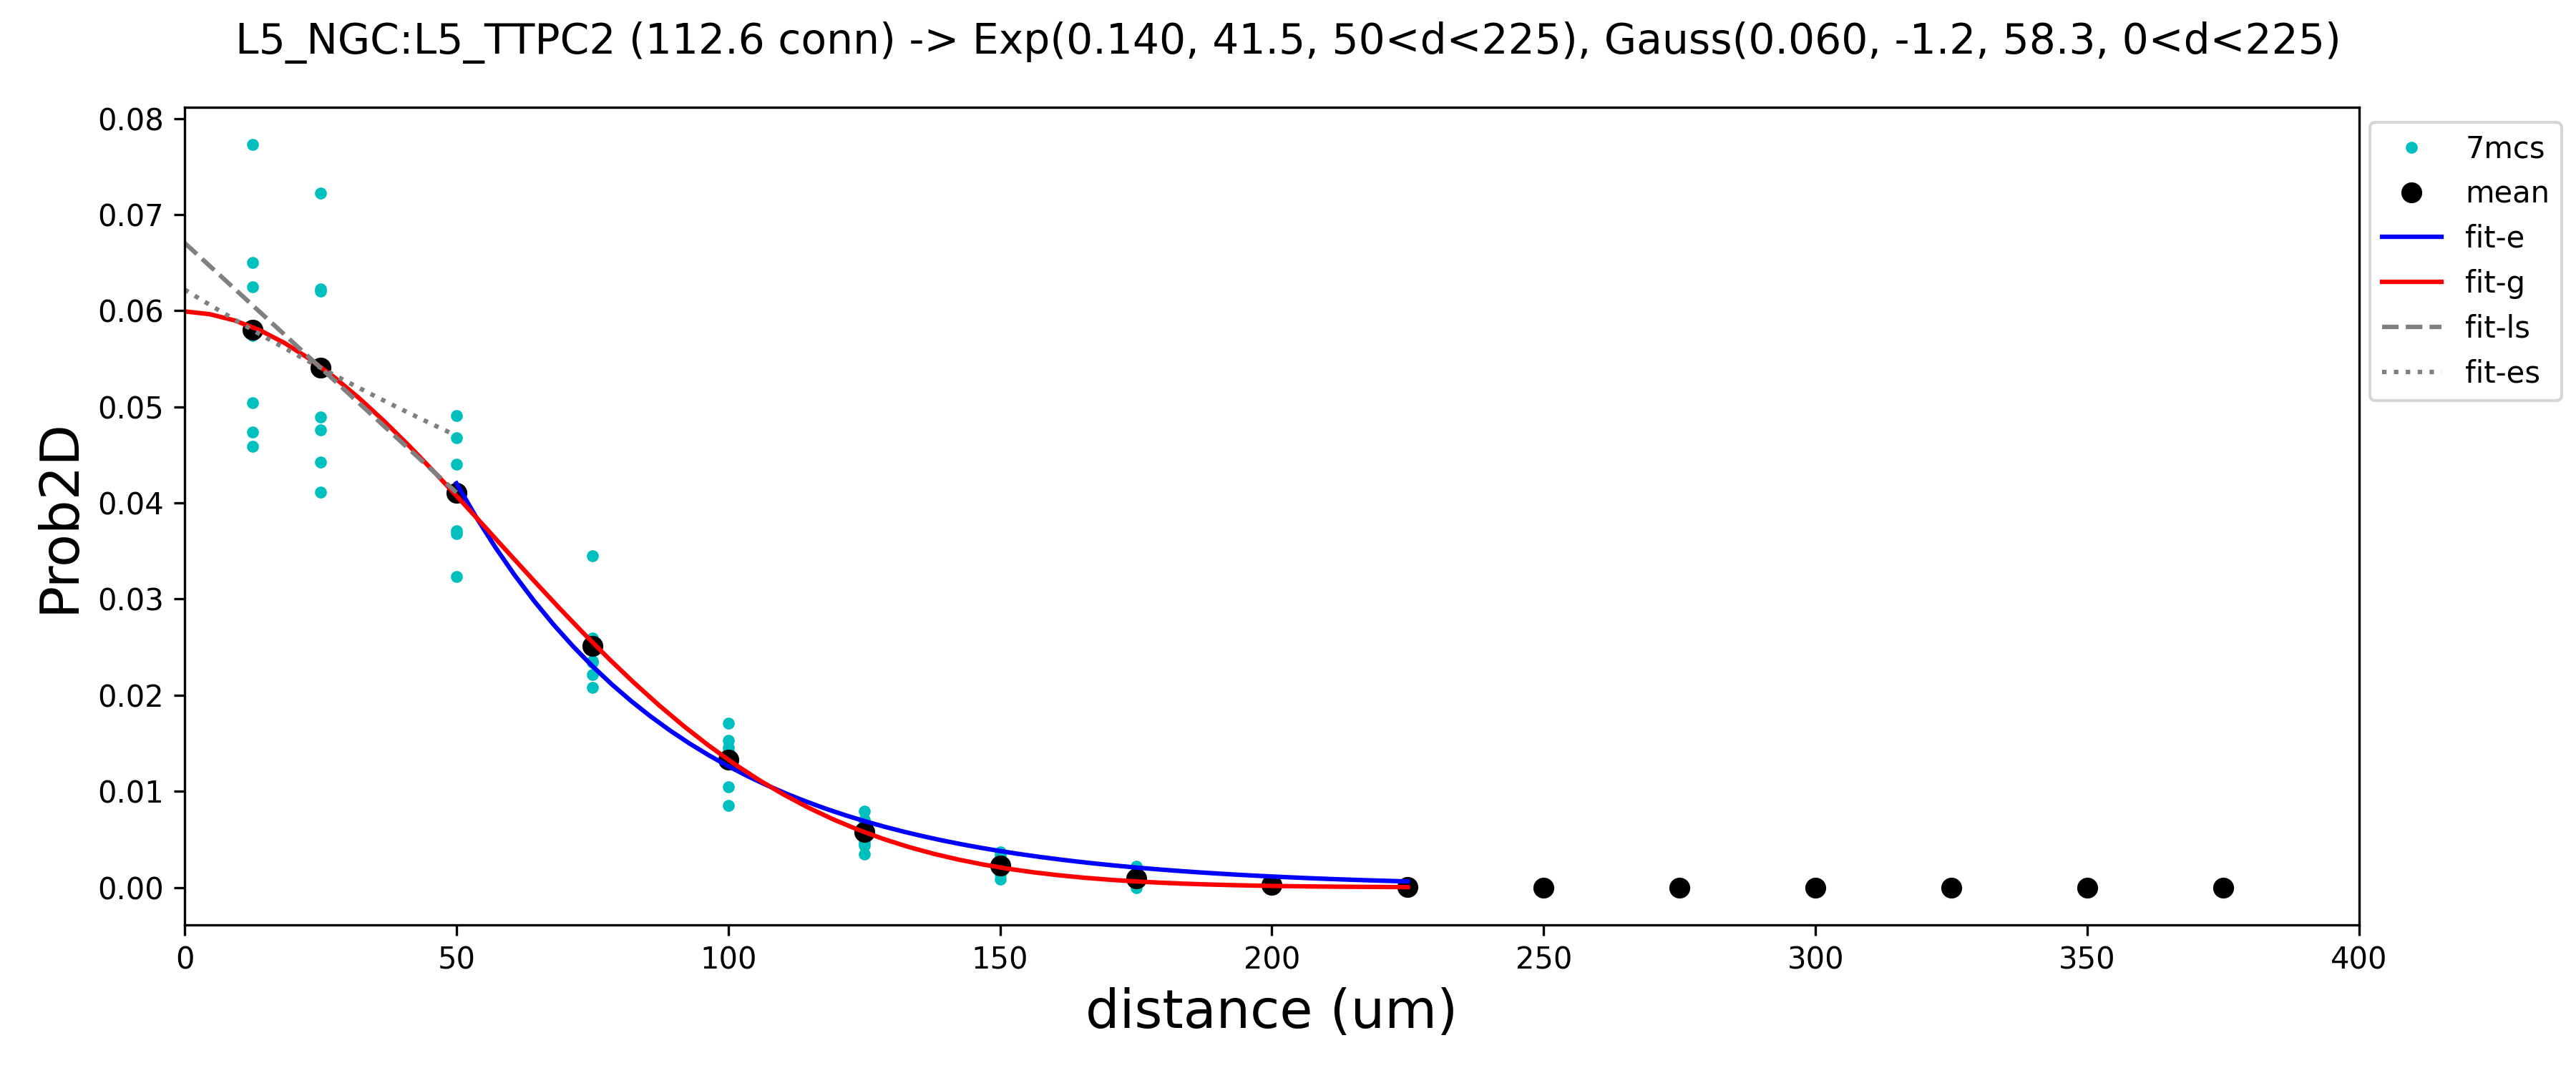 L5_NGC:L5_TTPC2 (112.6 conn) -> Exp(0.140, 41.5, 50<d<225), Gauss(0.060, -1.2, 58.3, 0<d<225)
0.08
0.07
0.06
0.05
0.04
0.03
0.02
0.01
0.00
Prob2D
0 50 100 150 200 250 300 350 400
distance (um)
7mcs
mean
fit-e
fit-g
fit-ls
fit-es